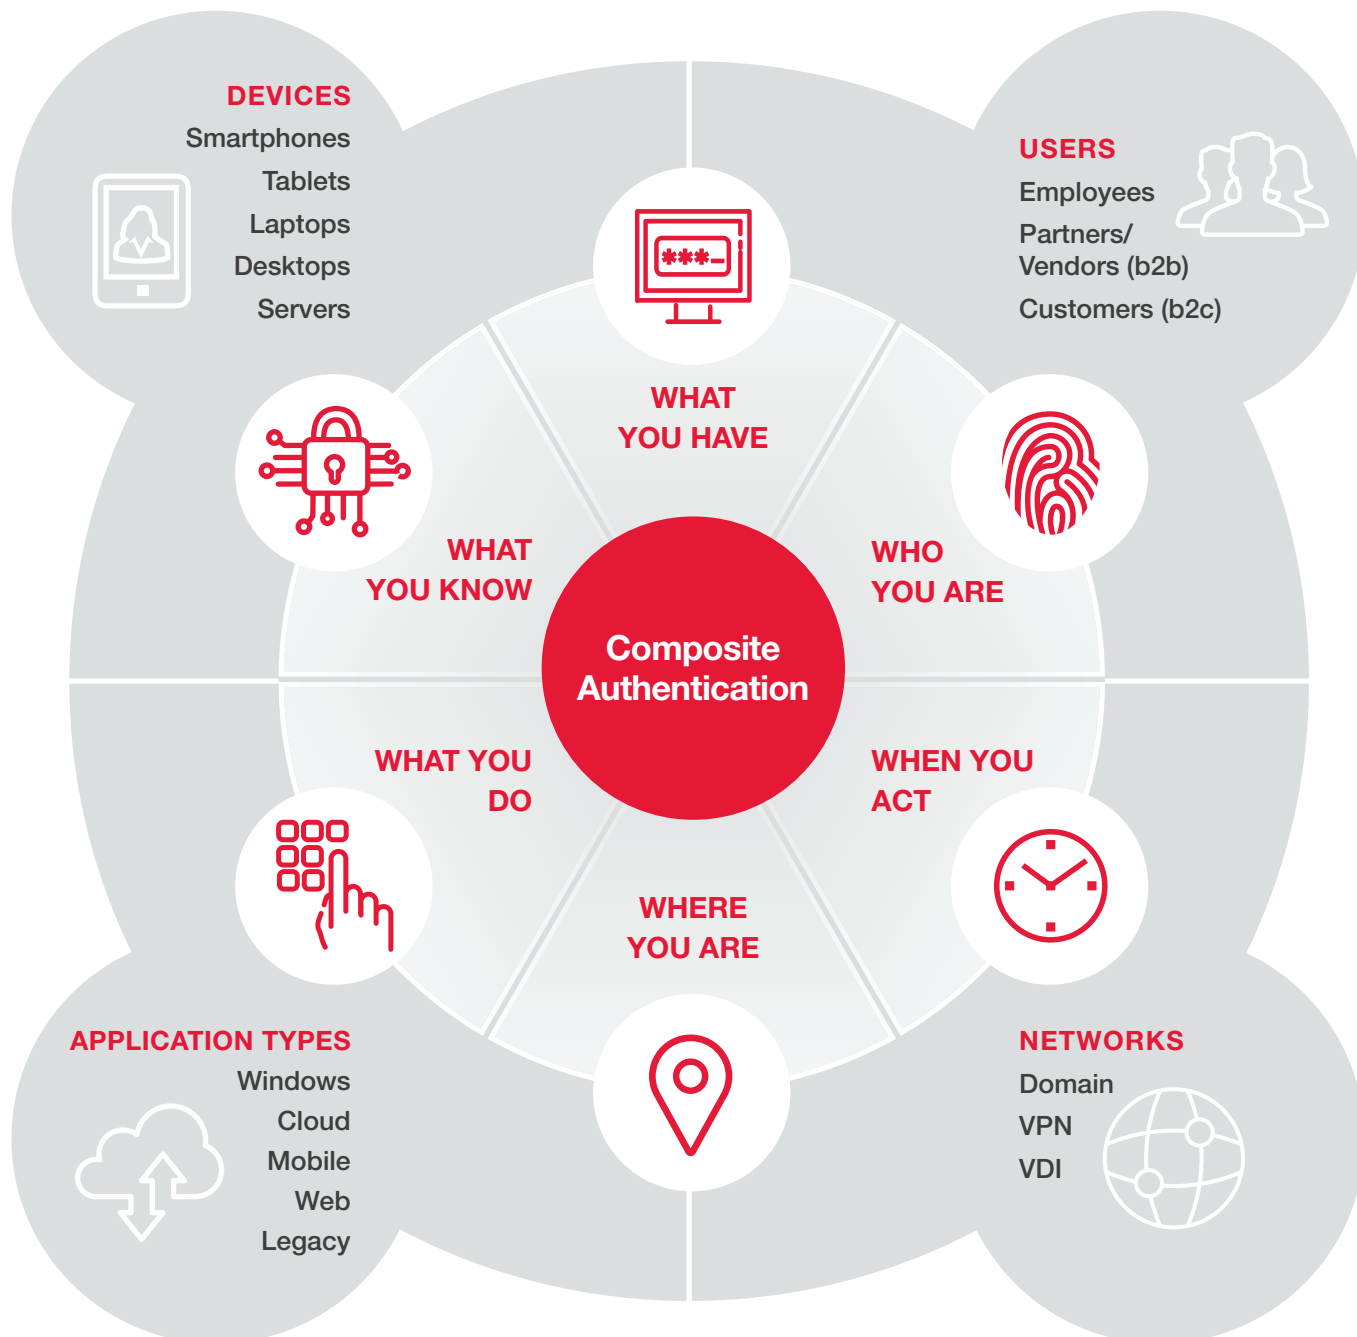 DEVICES
Smartphones
Tablets
Laptops
Desktops
Servers
USERS
Employees
Partners/
Vendors (b2b)
Customers (b2c)
***_
WHAT
YOU HAVE
WHAT
YOU KNOW
WHO
YOU ARE
Composite
Authentication
WHAT YOU
DO
WHEN YOU
ACT
WHERE
YOU ARE
APPLICATION TYPES
Windows
Cloud
Mobile
Web
Legacy
NETWORKS
Domain
VPN
VDI